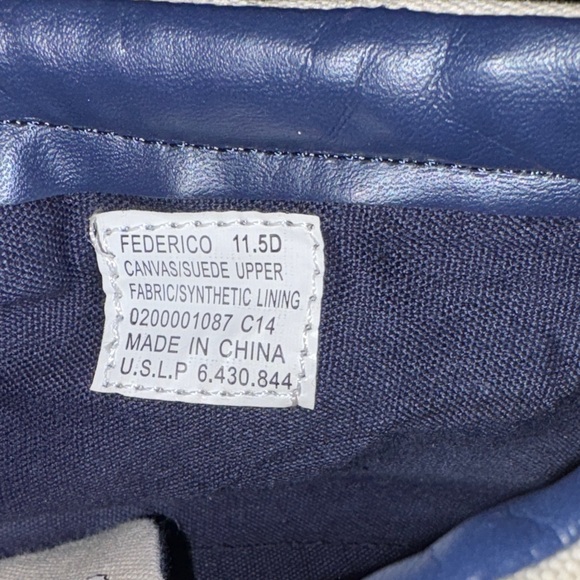 FEDERICO 11.5D
CANVAS/SUEDE UPPER
FABRIC/SYNTHETIC LINING
0200001087 C14
MADE IN CHINA
U.S.L.P 6.430.844